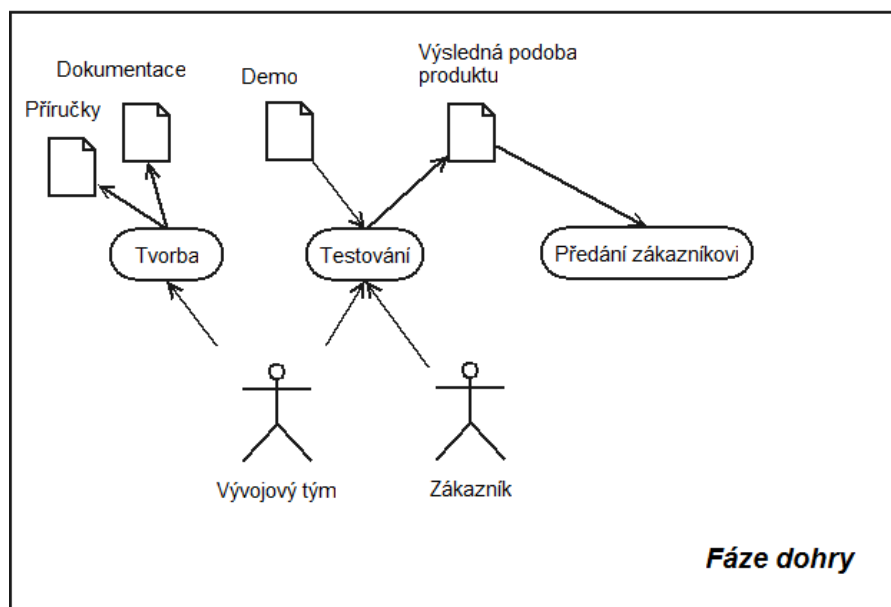 Dokumentace
Příručky
Demo
Výsledná podoba
produktu
Tvorba
Testování
Předání zákazníkovi
Vývojový tým
Zákazník
Fáze dohry